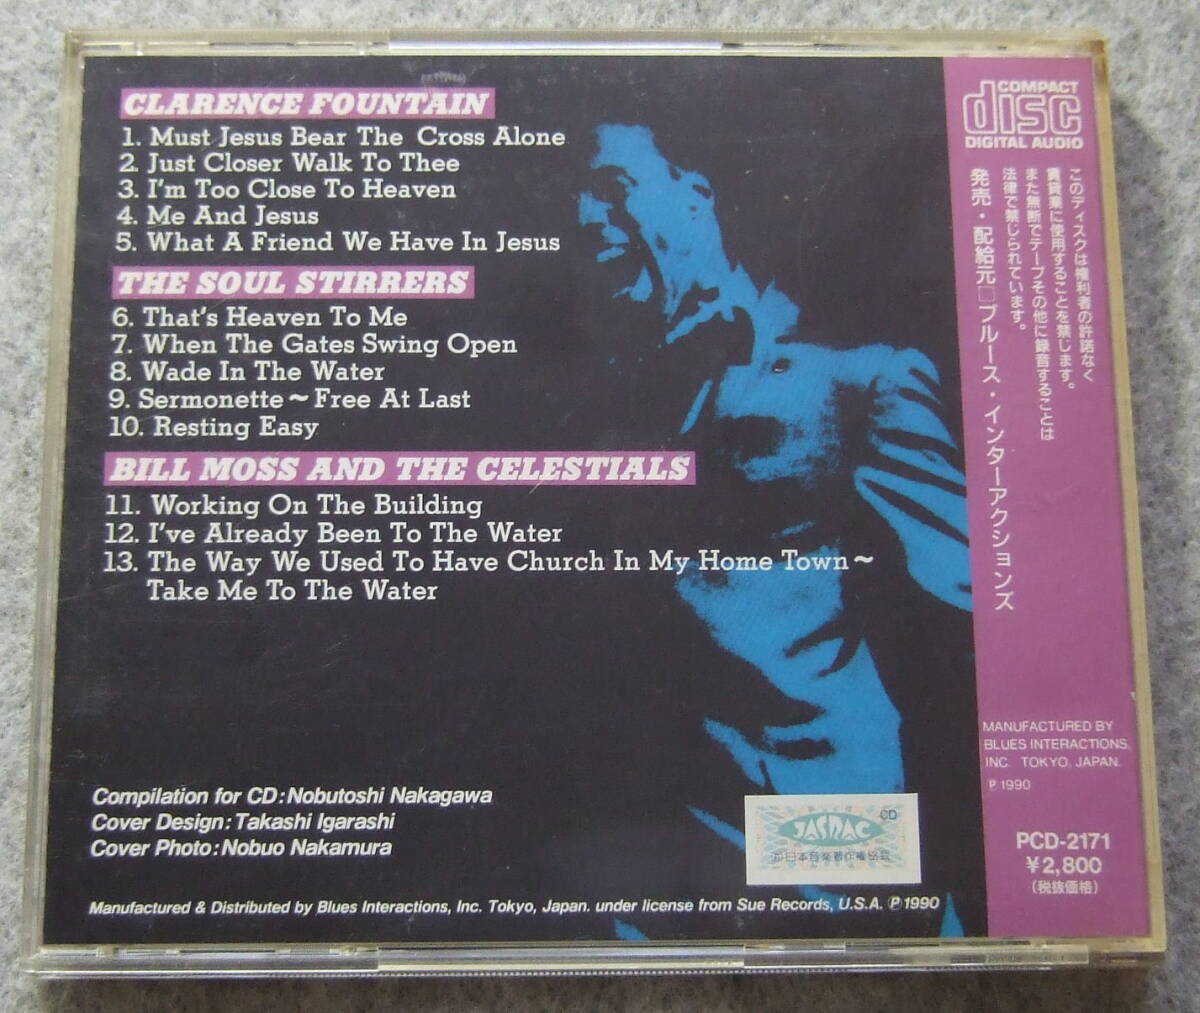 CLARENCE FOUNTAIN
1. Must Jesus Bear The Cross Alone
2. Just Closer Walk To Thee
3. I'm Too Close To Heaven
4. Me And Jesus
5. What A Friend We Have In Jesus
THE SOUL STIRRERS
6. That's Heaven To Me
7. When The Gates Swing Open
8. Wade In The Water
9. Sermonette~Free At Last
10. Resting Easy
BILL MOSS AND THE CELESTIALS
11. Working On The Building
12. I've Already Been To The Water
13. The Way We Used To Have Church In My Home Town~
Take Me To The Water
Compilation for CD:Nobutoshi Nakagawa
Cover Design:Takashi Igarashi
Cover Photo:Nobuo Nakamura
Manufactured & Distributed by Blues Interactions, Inc. Tokyo, Japan. under license from Sue Records, U.S.A. ℗1990
CD
JASRAC
日本音楽著作権協会
COMPACT
disc
DIGITAL AUDIO
このディスクは権利者の許諾なく
賃貸業に使用することを禁じます。
また無断でテープその他に録音することは
法律で禁じられています。
発売・配給元□ブルース・インターアクションズ
MANUFACTURED BY
BLUES INTERACTIONS,
INC. TOKYO, JAPAN.
℗1990
PCD-2171
¥2,800
(税抜価格)